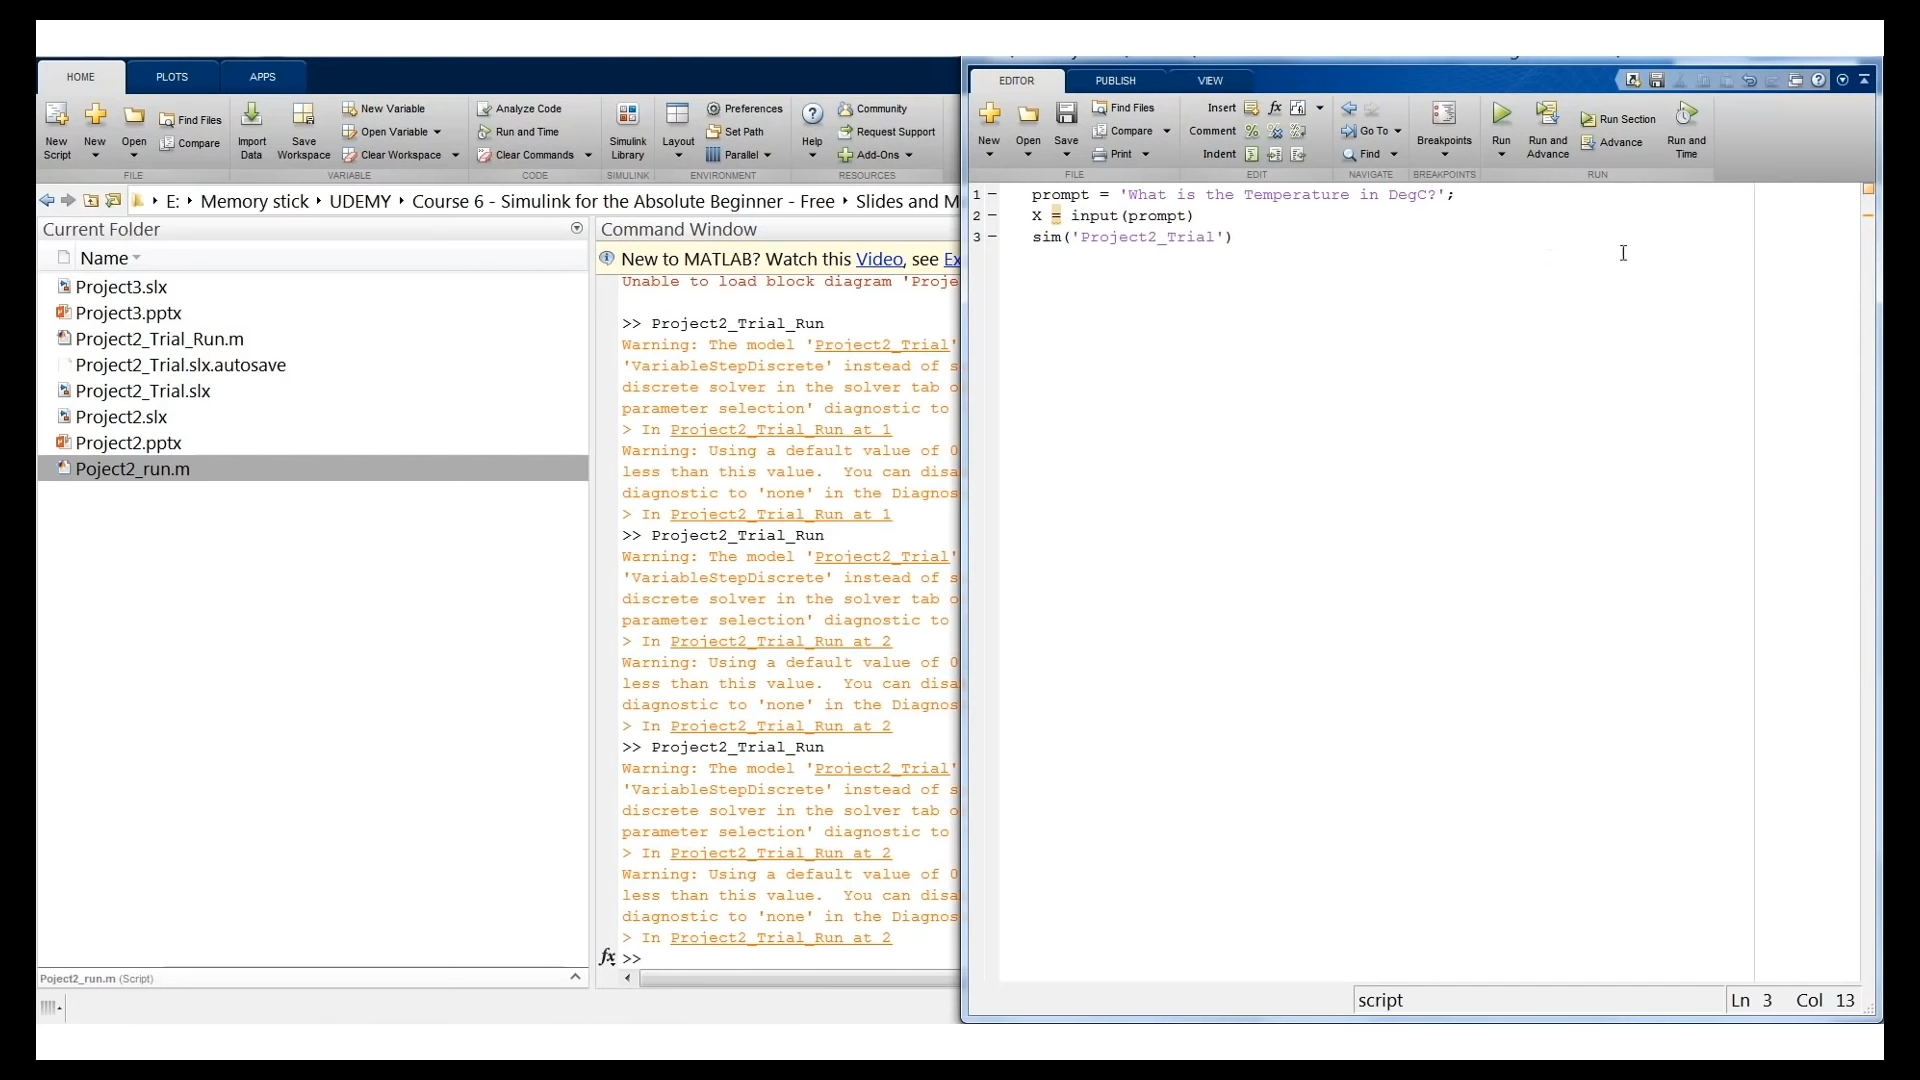 HOME PLOTS APPS
New Script
New
Open
Find Files
Compare
Import Data
Save Workspace
New Variable
Open Variable
Clear Workspace
Analyze Code
Run and Time
Clear Commands
Simulink Library
Layout
Preferences
Set Path
Parallel
Help
Community
Request Support
Add-Ons
FILE VARIABLE CODE SIMULINK ENVIRONMENT RESOURCES
E: Memory stick UDEMY Course 6 - Simulink for the Absolute Beginner - Free Slides and M
Current Folder
Name
Project3.slx
Project3.pptx
Project2_Trial_Run.m
Project2_Trial.slx.autosave
Project2_Trial.slx
Project2.slx
Project2.pptx
Poject2_run.m
Poject2_run.m (Script)
Command Window
New to MATLAB? Watch this Video, see Ex
Unable to load block diagram 'Proje
>> Project2_Trial_Run
Warning: The model 'Project2_Trial'
'VariableStepDiscrete' instead of s
discrete solver in the solver tab o
parameter selection' diagnostic to
> In Project2_Trial_Run at 1
Warning: Using a default value of 0
less than this value.  You can disa
diagnostic to 'none' in the Diagnos
> In Project2_Trial_Run at 1
>> Project2_Trial_Run
Warning: The model 'Project2_Trial'
'VariableStepDiscrete' instead of s
discrete solver in the solver tab o
parameter selection' diagnostic to
> In Project2_Trial_Run at 2
Warning: Using a default value of 0
less than this value.  You can disa
diagnostic to 'none' in the Diagnos
> In Project2_Trial_Run at 2
>> Project2_Trial_Run
Warning: The model 'Project2_Trial'
'VariableStepDiscrete' instead of s
discrete solver in the solver tab o
parameter selection' diagnostic to
> In Project2_Trial_Run at 2
Warning: Using a default value of 0
less than this value.  You can disa
diagnostic to 'none' in the Diagnos
> In Project2_Trial_Run at 2
fx >>
EDITOR PUBLISH VIEW
New
Open
Save
Find Files
Compare
Print
Insert fx
Comment
Indent
Go To
Find
Breakpoints
Run
Run and Advance
Run Section
Advance
Run and Time
FILE EDIT NAVIGATE BREAKPOINTS RUN
1 – prompt = 'What is the Temperature in DegC?';
2 – X = input(prompt)
3 – sim('Project2_Trial')
script Ln 3 Col 13